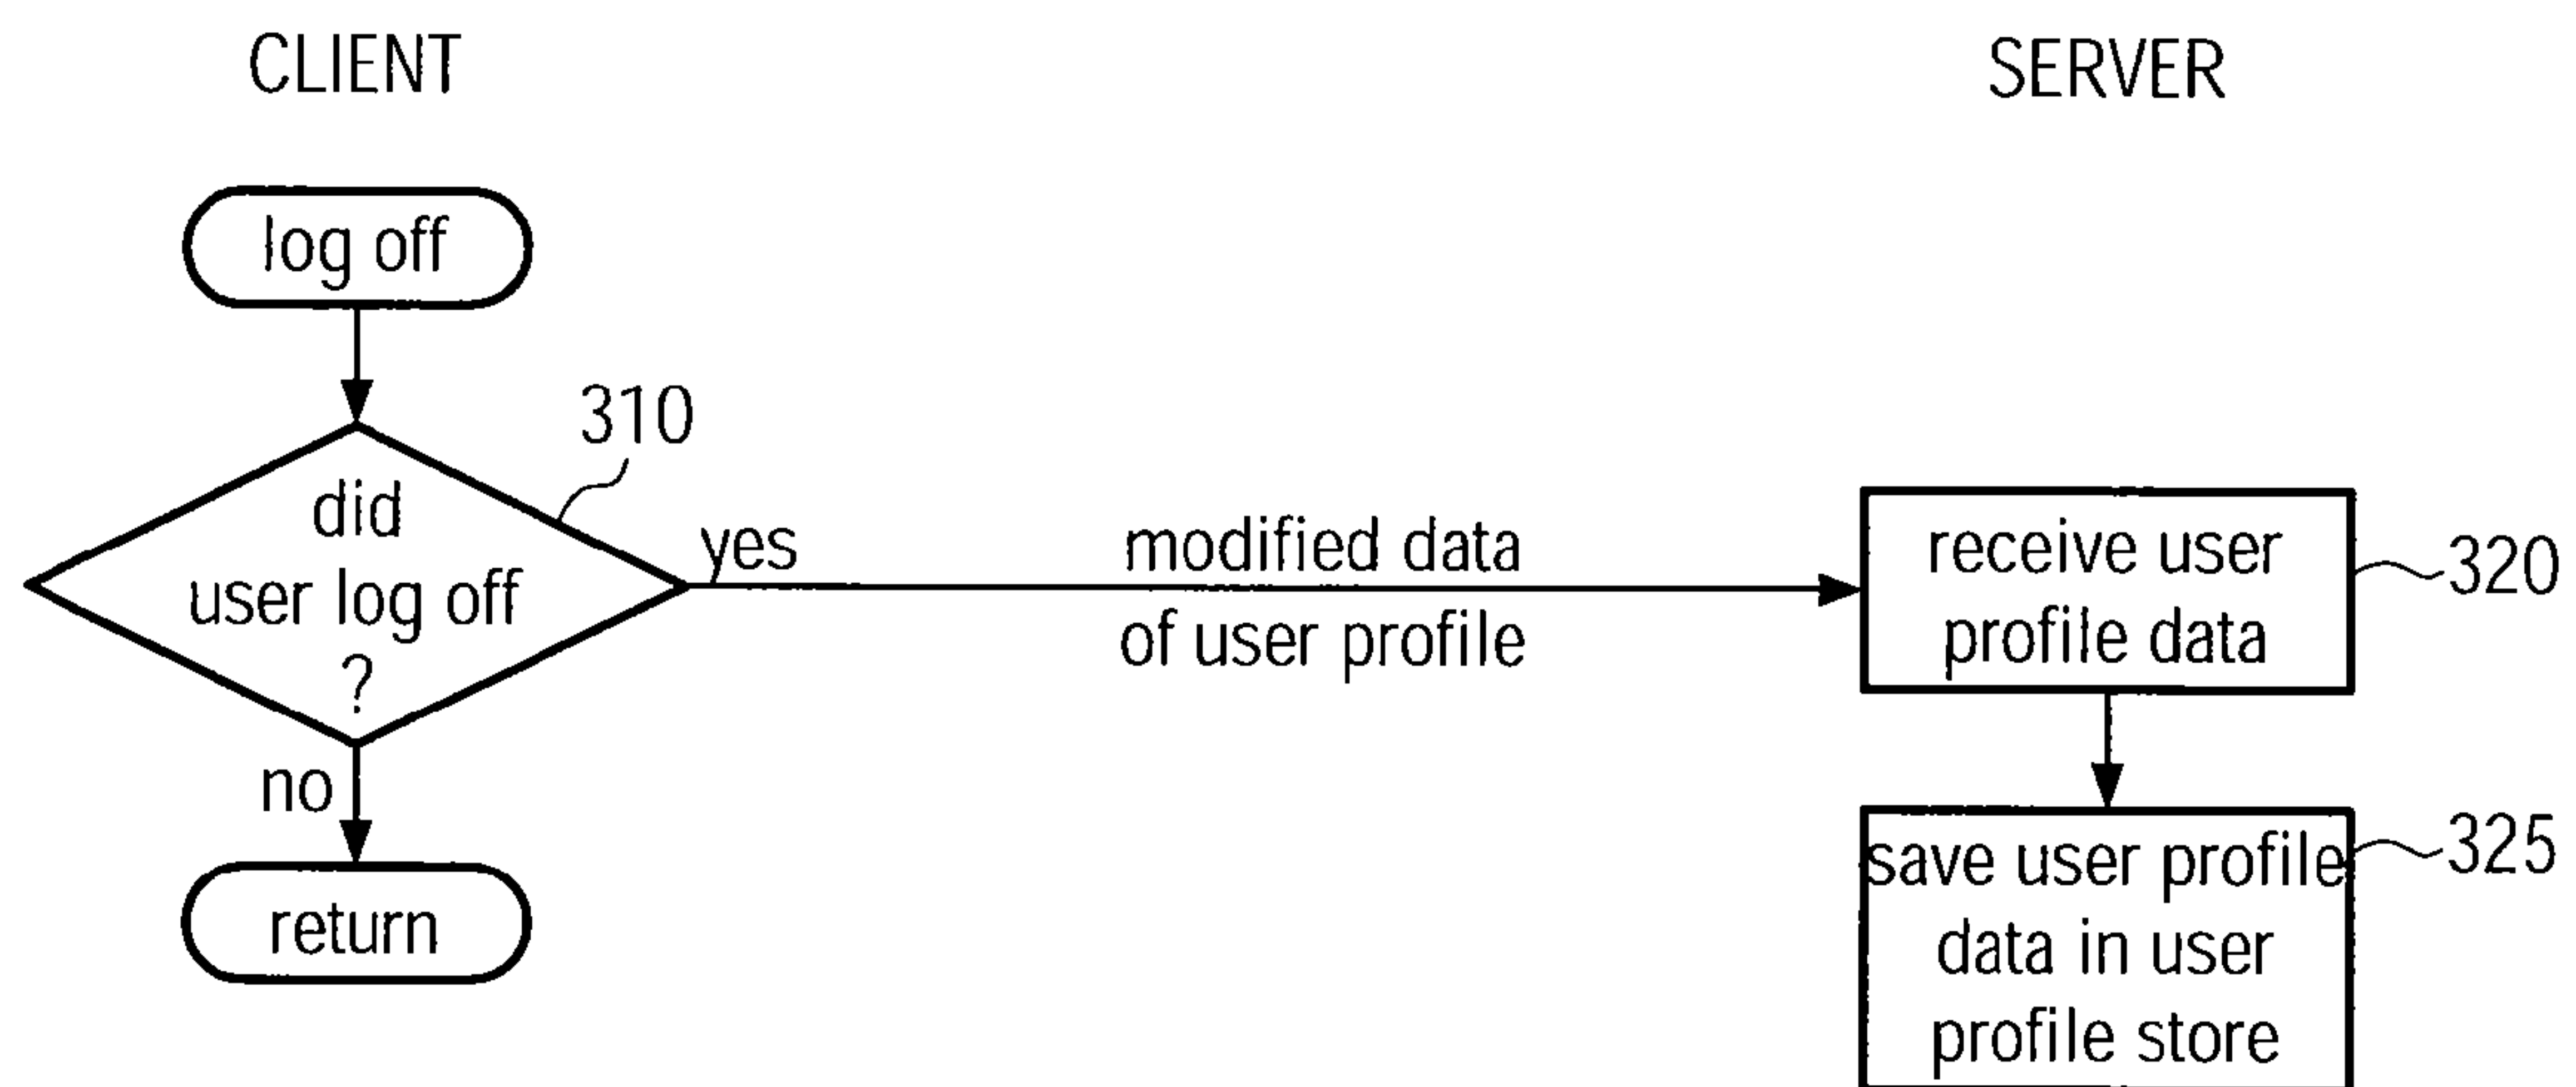 CLIENT
SERVER
log off
310
did
user log off
?
yes
modified data
of user profile
receive user
profile data
320
no
return
save user profile
data in user
profile store
325